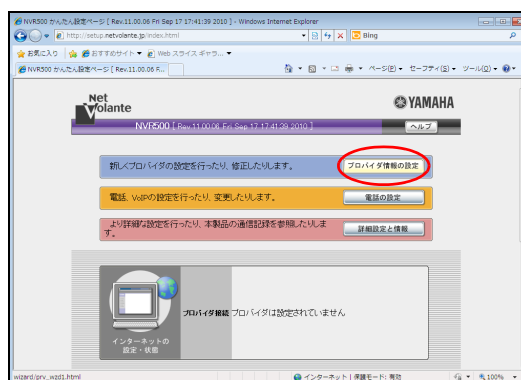 NVR500 かんたん設定ページ [ Rev.11.00.06 Fri Sep 17 17:41:39 2010 ] - Windows Internet Explorer
http://setup.netvolante.jp/index.html
Bing
お気に入り おすすめサイト Web スライス ギャラ...
NVR500 かんたん設定ページ [ Rev.11.00.06 F...
ページ(P) セーフティ(S) ツール(O)
Net Volante
YAMAHA
NVR500 [ Rev.11.00.06 Fri Sep 17 17:41:39 2010 ]
ヘルプ
新しくプロバイダの設定を行ったり、修正したりします。
プロバイダ情報の設定
電話、VoIPの設定を行ったり、変更したりします。
電話の設定
より詳細な設定を行ったり、本製品の通信記録を参照したりします。
詳細設定と情報
プロバイダ接続 プロバイダは設定されていません
インターネットの
設定・状態
wizard/prv_wzd1.html
インターネット | 保護モード: 有効
100%